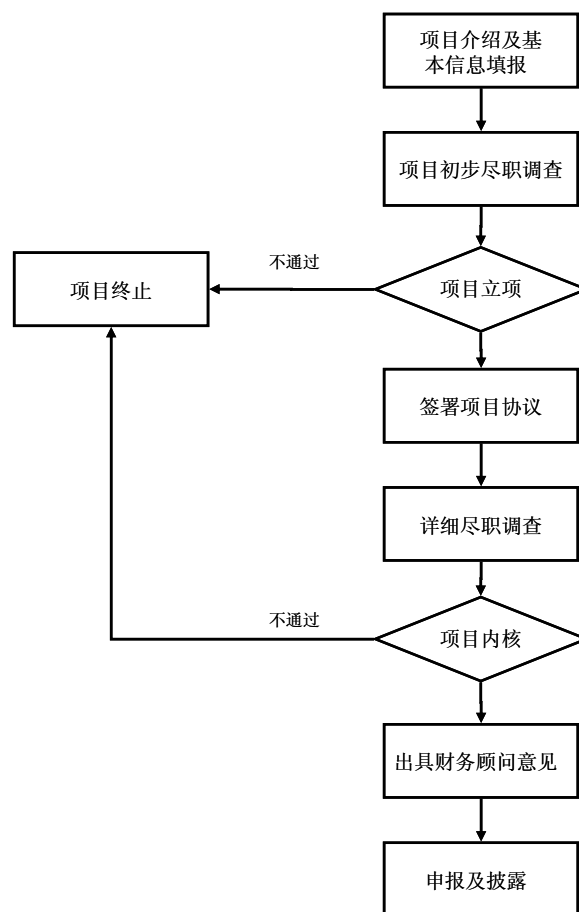 项目介绍及基
本信息填报
项目初步尽职调查
不通过
项目终止
项目立项
签署项目协议
详细尽职调查
不通过
项目内核
出具财务顾问意见
申报及披露